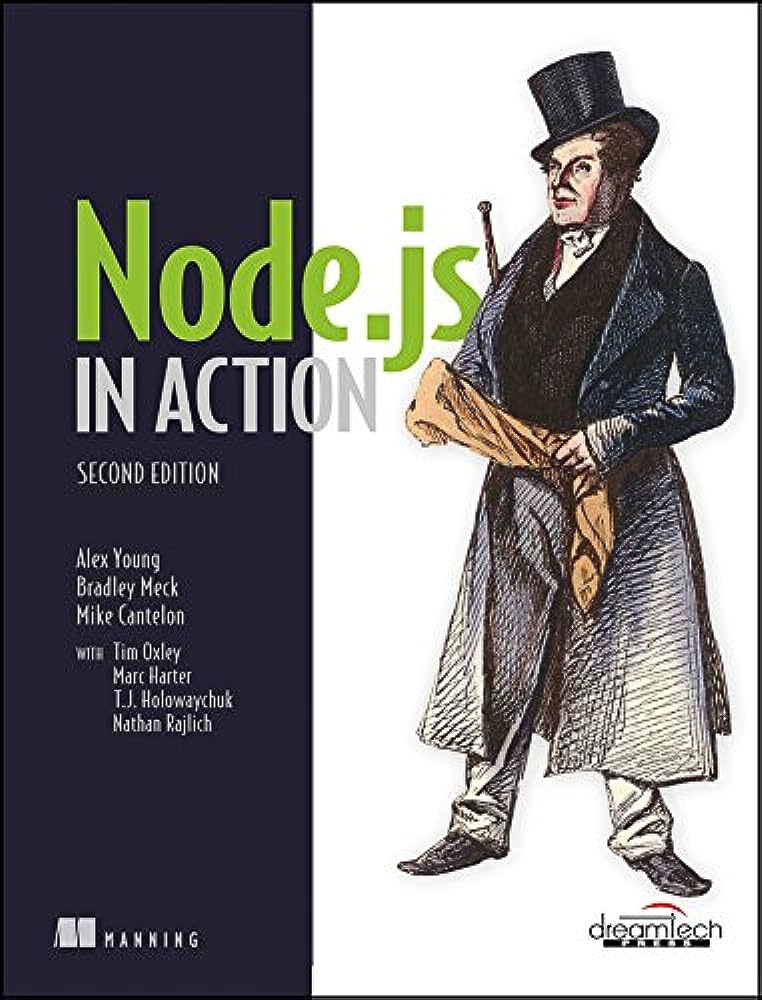 Node.js
IN ACTION
SECOND EDITION
Alex Young
Bradley Meck
Mike Cantelon
WITH Tim Oxley
Marc Harter
T.J. Holowaychuk
Nathan Rajlich
MANNING
dreamtech
PRESS